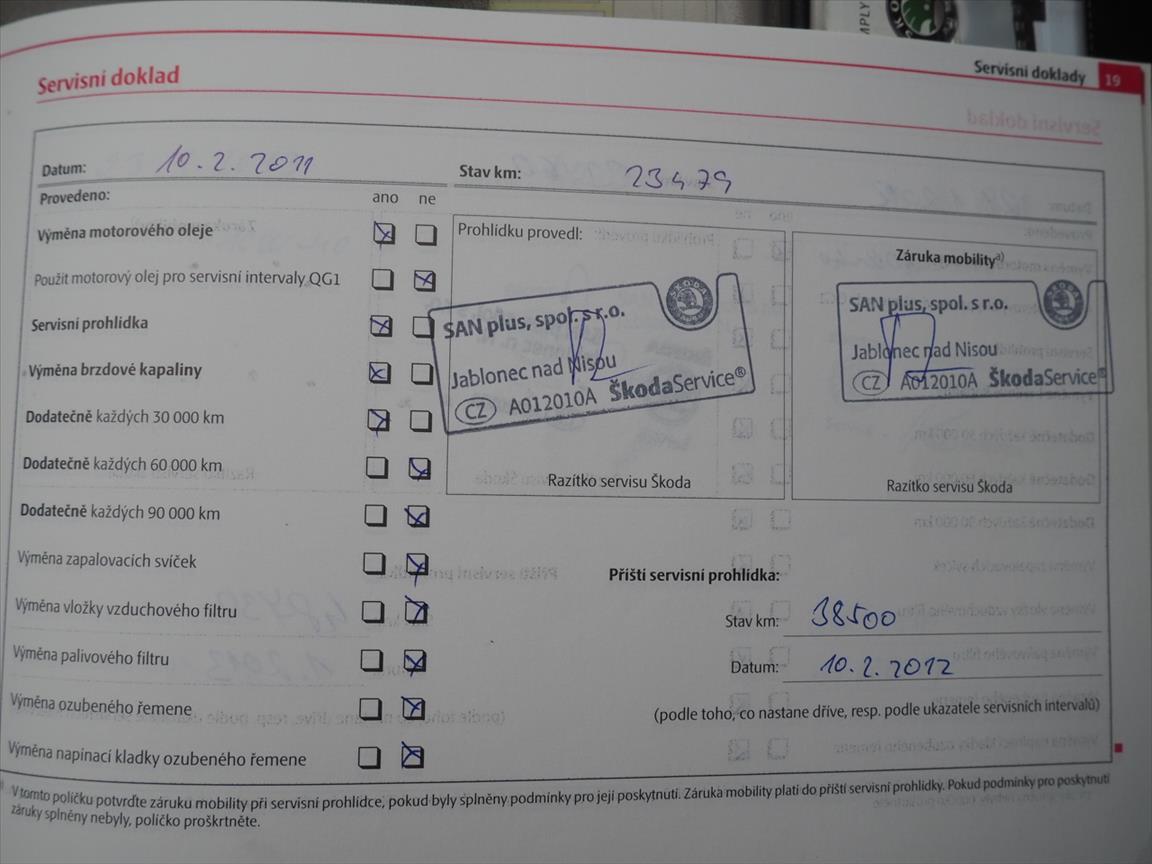 MPLY
Servisní doklady 19
Servisní doklad
Datum: 10.2.2011
Stav km: 23479
Provedeno: ano ne
Výměna motorového oleje
Použit motorový olej pro servisní intervaly QG1
Servisní prohlídka
Výměna brzdové kapaliny
Dodatečně každých 30 000 km
Dodatečně každých 60 000 km
Dodatečně každých 90 000 km
Výměna zapalovacích svíček
Výměna vložky vzduchového filtru
Výměna palivového filtru
Výměna ozubeného řemene
Výměna napínací kladky ozubeného řemene
Prohlídku provedl:
SAN plus, spol. s r.o.
Jablonec nad Nisou
CZ A012010A ŠkodaService®
Razítko servisu Škoda
Záruka mobility a)
SAN plus, spol. s r.o.
Jablonec nad Nisou
CZ A012010A ŠkodaService®
Razítko servisu Škoda
Příští servisní prohlídka:
Stav km: 38500
Datum: 10.2.2012
(podle toho, co nastane dříve, resp. podle ukazatele servisních intervalů)
V tomto políčku potvrďte záruku mobility při servisní prohlídce, pokud byly splněny podmínky pro její poskytnutí. Záruka mobility platí do příští servisní prohlídky. Pokud podmínky pro poskytnutí
záruky splněny nebyly, políčko proškrtněte.